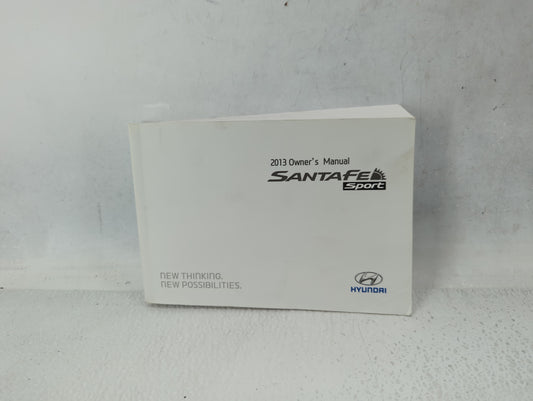 2013 Owner's Manual
SANTA FE
Sport
NEW THINKING.
NEW POSSIBILITIES.
HYUNDAI